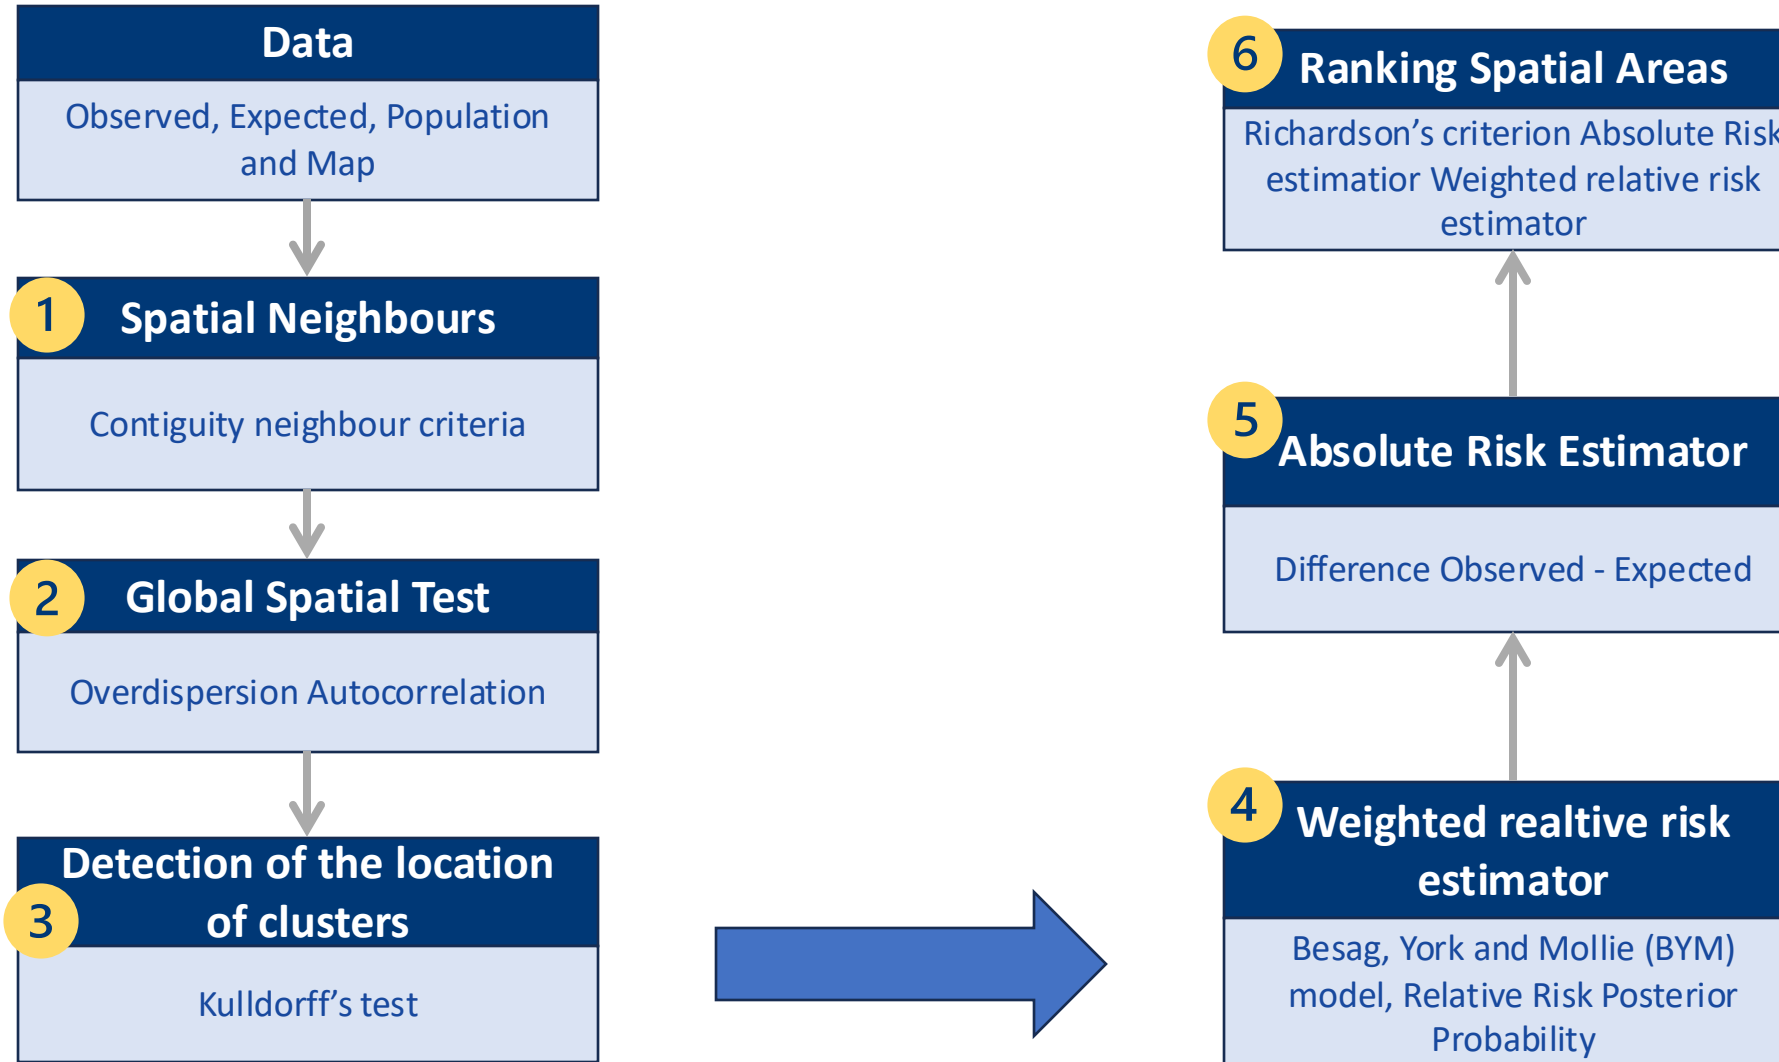 Data
Observed, Expected, Population
and Map
1
Spatial Neighbours
Contiguity neighbour criteria
2
Global Spatial Test
Overdispersion Autocorrelation
3
Detection of the location
of clusters
Kulldorff’s test
4
Weighted realtive risk
estimator
Besag, York and Mollie (BYM)
model, Relative Risk Posterior
Probability
5
Absolute Risk Estimator
Difference Observed - Expected
6
Ranking Spatial Areas
Richardson’s criterion Absolute Risk
estimatior Weighted relative risk
estimator